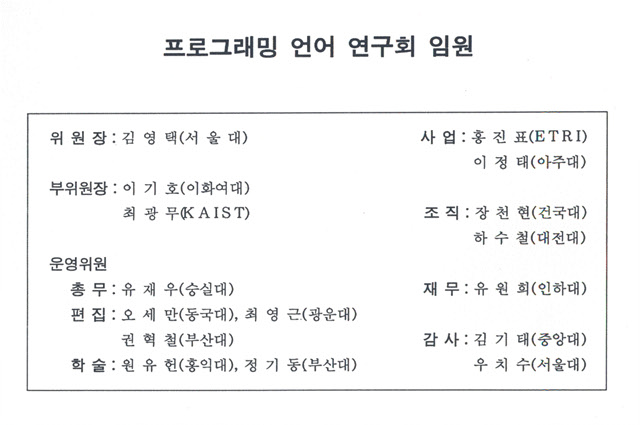 프로그래밍 언어 연구회 임원
위 원 장 : 김 영 택(서 울 대)
부위원장 : 이 기 호(이화여대)
최 광 무(KAIST)
운영위원
총 무 : 유 재 우(숭실대)
편 집 : 오 세 만(동국대), 최 영 근(광운대)
권 혁 철(부산대)
학 술 : 원 유 헌(홍익대), 정 기 동(부산대)
사 업 : 홍 진 표(ETRI)
이 정 태(아주대)
조 직 : 장 천 현(건국대)
하 수 철(대전대)
재 무 : 유 원 희(인하대)
감 사 : 김 기 태(중앙대)
우 치 수(서울대)